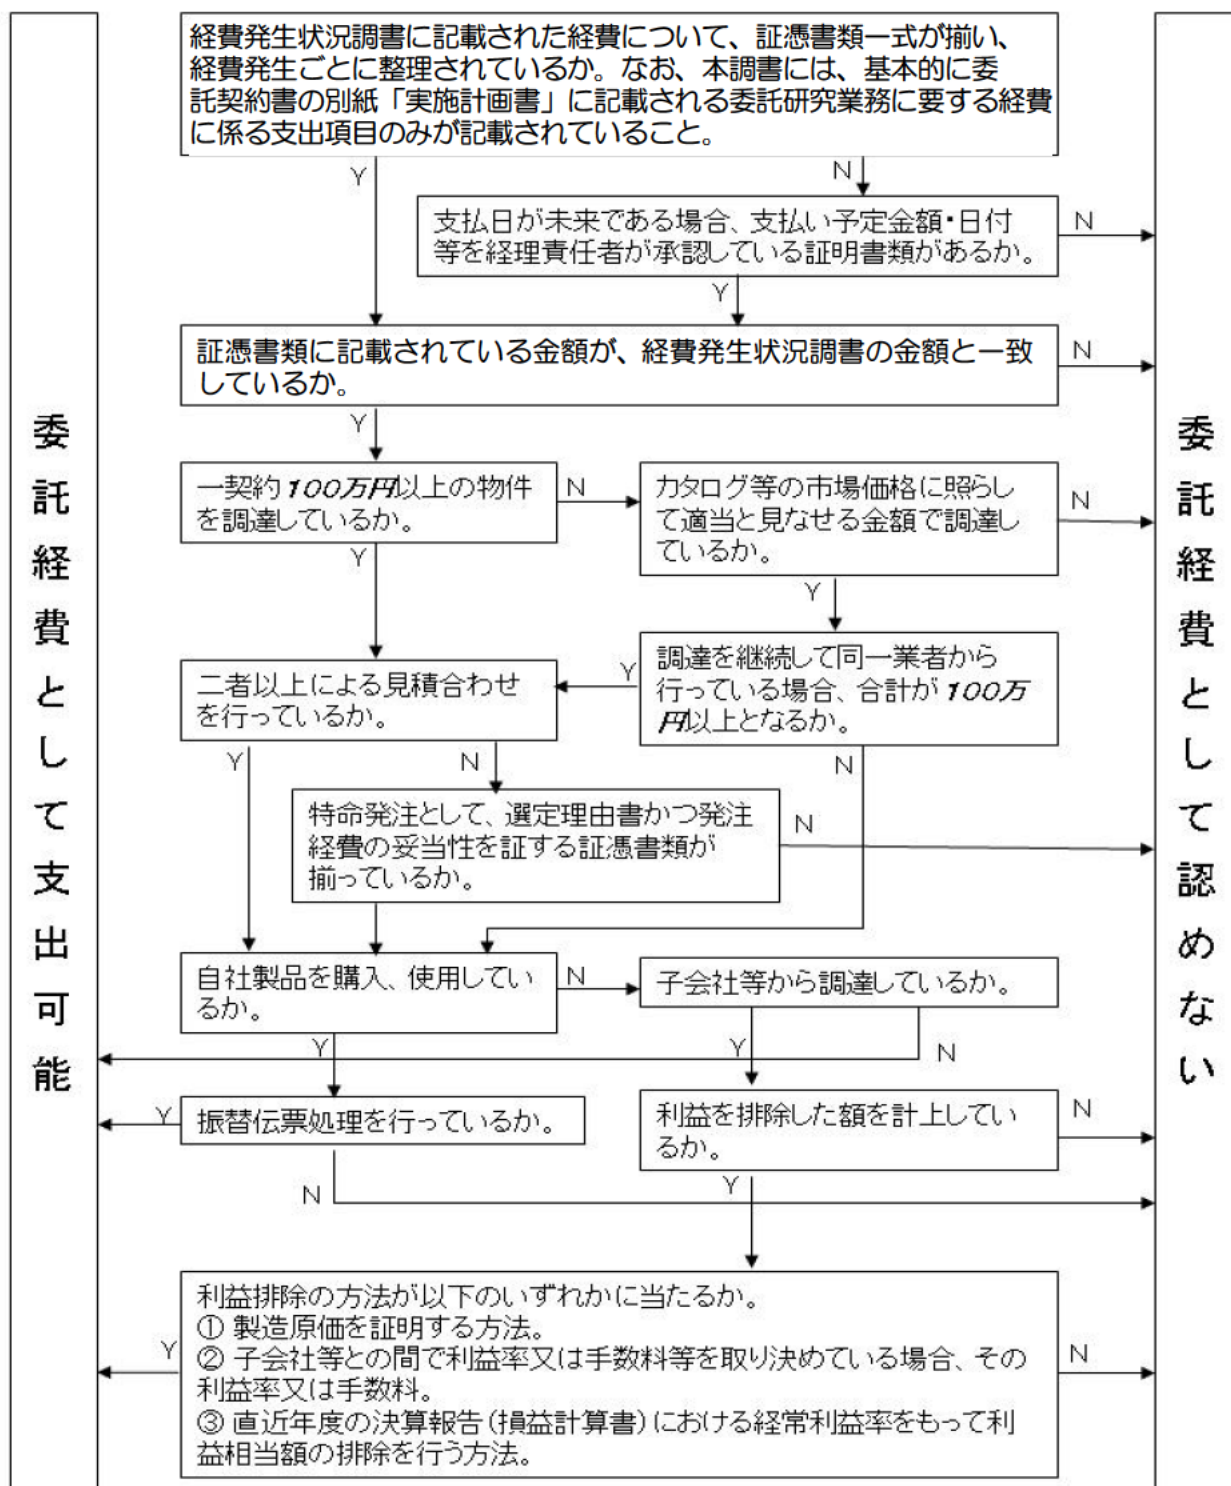 経費発生状況調書に記載された経費について、証憑書類一式が揃い、
経費発生ごとに整理されているか。なお、本調書には、基本的に委
託契約書の別紙「実施計画書」に記載される委託研究業務に要する経費
に係る支出項目のみが記載されていること。
Y
N
支払日が未来である場合、支払い予定金額・日付
等を経理責任者が承認している証明書類があるか。
N
Y
証憑書類に記載されている金額が、経費発生状況調書の金額と一致
しているか。
N
Y
一契約100万円以上の物件
を調達しているか。
N
カタログ等の市場価格に照らし
て適当と見なせる金額で調達し
ているか。
N
Y
Y
二者以上による見積合わせ
を行っているか。
Y
調達を継続して同一業者から
行っている場合、合計が100万
円以上となるか。
Y
N
N
特命発注として、選定理由書かつ発注
経費の妥当性を証する証憑書類が
揃っているか。
N
自社製品を購入、使用してい
るか。
N
子会社等から調達しているか。
Y
Y
N
振替伝票処理を行っているか。
Y
利益を排除した額を計上してい
るか。
N
N
Y
利益排除の方法が以下のいずれかに当たるか。
① 製造原価を証明する方法。
② 子会社等との間で利益率又は手数料等を取り決めている場合、その
利益率又は手数料。
③ 直近年度の決算報告(損益計算書)における経常利益率をもって利
益相当額の排除を行う方法。
Y
N
委託経費として支出可能
委託経費として認めない